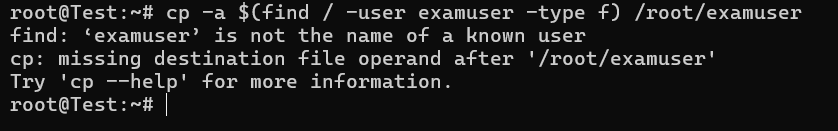 root@Test:~# cp -a $(find / -user examuser -type f) /root/examuser
find: ‘examuser’ is not the name of a known user
cp: missing destination file operand after '/root/examuser'
Try 'cp --help' for more information.
root@Test:~#